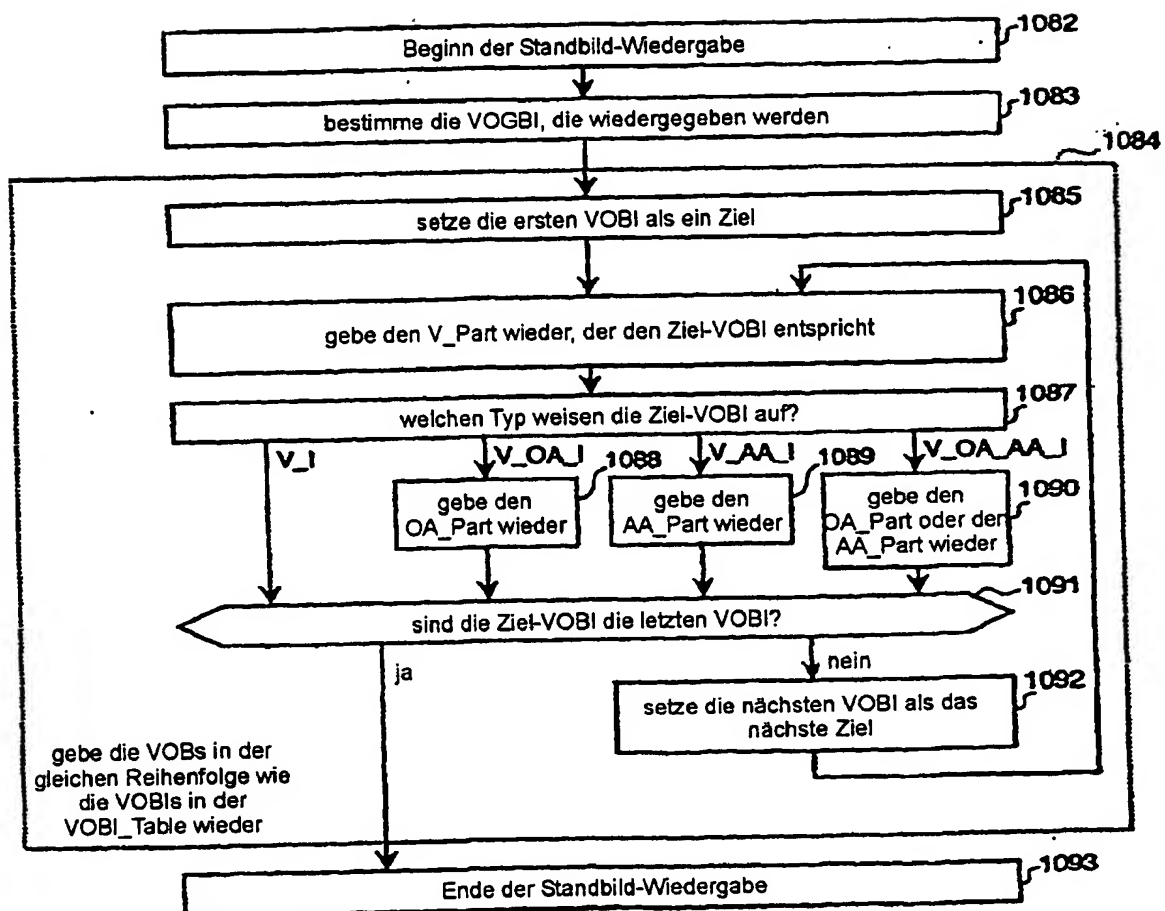 1082
Beginn der Standbild-Wiedergabe
1083
bestimme die VOGBI, die wiedergegeben werden
1084
1085
setze die ersten VOBI als ein Ziel
1086
gebe den V_Part wieder, der den Ziel-VOBI entspricht
1087
welchen Typ weisen die Ziel-VOBI auf?
V_I
V_OA_I
V_AA_I
V_OA_AA_I
1088
gebe den
OA_Part wieder
1089
gebe den
AA_Part wieder
1090
gebe den
OA_Part oder den
AA_Part wieder
1091
sind die Ziel-VOBI die letzten VOBI?
ja
nein
1092
setze die nächsten VOBI als das
nächste Ziel
gebe die VOBs in der
gleichen Reihenfolge wie
die VOBIs in der
VOBI_Table wieder
1093
Ende der Standbild-Wiedergabe